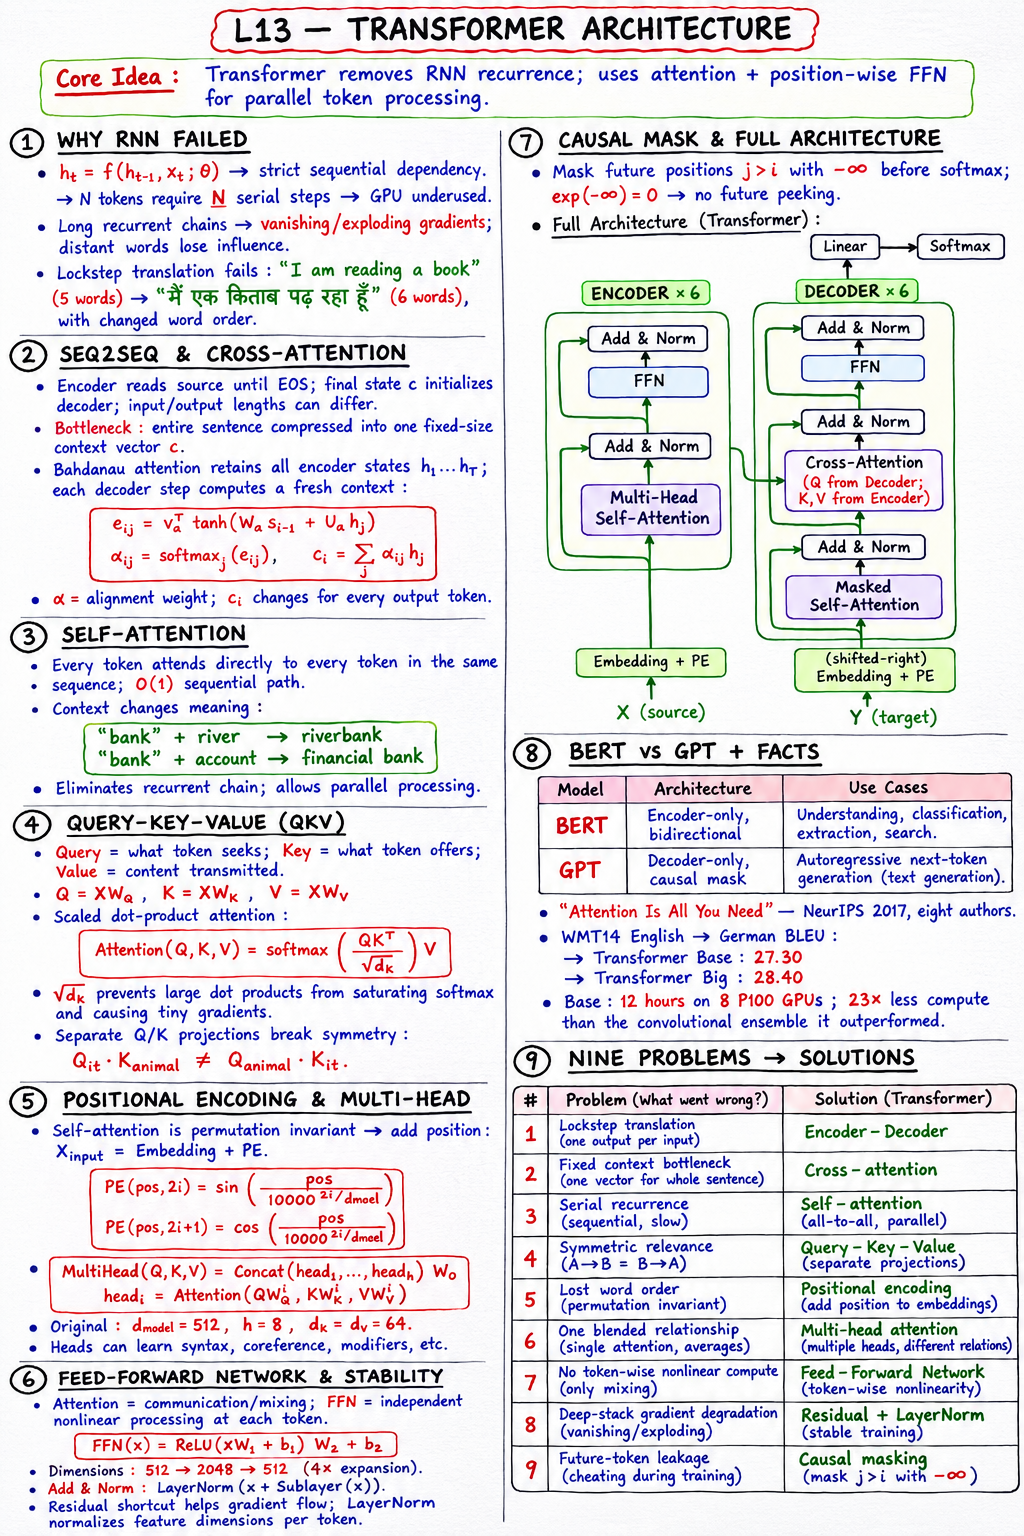 L13 — TRANSFORMER ARCHITECTURE
Core Idea : Transformer removes RNN recurrence; uses attention + position-wise FFN
for parallel token processing.
① WHY RNN FAILED
• hₜ = f(hₜ₋₁, xₜ; θ) → strict sequential dependency.
→ N tokens require N serial steps → GPU underused.
• Long recurrent chains → vanishing/exploding gradients;
distant words lose influence.
• Lockstep translation fails : "I am reading a book"
(5 words) → "मैं एक किताब पढ़ रहा हूँ" (6 words),
with changed word order.
② SEQ2SEQ & CROSS-ATTENTION
• Encoder reads source until EOS; final state c initializes
decoder; input/output lengths can differ.
• Bottleneck : entire sentence compressed into one fixed-size
context vector c.
• Bahdanau attention retains all encoder states h₁...h_T ;
each decoder step computes a fresh context :
e_ij = v_a^T tanh(W_a s_i-1 + U_a h_j)
α_ij = softmax_j (e_ij), c_i = Σ_j α_ij h_j
• α = alignment weight; c_i changes for every output token.
③ SELF-ATTENTION
• Every token attends directly to every token in the same
• sequence; O(1) sequential path.
• Context changes meaning :
"bank" + river → riverbank
"bank" + account → financial bank
• Eliminates recurrent chain; allows parallel processing.
④ QUERY-KEY-VALUE (QKV)
• Query = what token seeks; Key = what token offers;
Value = content transmitted.
• Q = XW_Q , K = XW_K , V = XW_V
• Scaled dot-product attention :
Attention(Q, K, V) = softmax (QK^T / √d_k) V
• √d_k prevents large dot products from saturating softmax
and causing tiny gradients.
• Separate Q/K projections break symmetry :
Q_it · K_animal ≠ Q_animal · K_it .
⑤ POSITIONAL ENCODING & MULTI-HEAD
• Self-attention is permutation invariant → add position :
X_input = Embedding + PE.
PE(pos, 2i) = sin (pos / 10000^2i/dmoel)
PE(pos, 2i+1) = cos (pos / 10000^2i/dmoel)
• MultiHead(Q, K, V) = Concat(head₁, ..., head_h) W_o
head_i = Attention(QW_Q^i , KW_K^i , VW_V^i)
• Original : d_model = 512 , h = 8 , d_k = d_v = 64.
• Heads can learn syntax, coreference, modifiers, etc.
⑥ FEED-FORWARD NETWORK & STABILITY
• Attention = communication/mixing; FFN = independent
nonlinear processing at each token.
FFN(x) = ReLU(xW₁ + b₁) W₂ + b₂
• Dimensions : 512 → 2048 → 512 (4× expansion).
• Add & Norm : LayerNorm (x + Sublayer(x)).
• Residual shortcut helps gradient flow; LayerNorm
normalizes feature dimensions per token.
⑦ CAUSAL MASK & FULL ARCHITECTURE
• Mask future positions j > i with -∞ before softmax;
exp(-∞) = 0 → no future peeking.
• Full Architecture (Transformer) :
Linear → Softmax
ENCODER × 6
Add & Norm
FFN
Add & Norm
Multi-Head
Self-Attention
Embedding + PE
X (source)
DECODER × 6
Add & Norm
FFN
Add & Norm
Cross-Attention
(Q from Decoder;
K, V from Encoder)
Add & Norm
Masked
Self-Attention
(shifted-right)
Embedding + PE
Y (target)
⑧ BERT vs GPT + FACTS
Model Architecture Use Cases
BERT Encoder-only, bidirectional Understanding, classification, extraction, search.
GPT Decoder-only, causal mask Autoregressive next-token generation (text generation).
• "Attention Is All You Need" — NeurIPS 2017, eight authors.
• WMT14 English → German BLEU :
→ Transformer Base : 27.30
→ Transformer Big : 28.40
• Base : 12 hours on 8 P100 GPUs ; 23× less compute
than the convolutional ensemble it outperformed.
⑨ NINE PROBLEMS → SOLUTIONS
# Problem (What went wrong?) Solution (Transformer)
1 Lockstep translation (one output per input) Encoder – Decoder
2 Fixed context bottleneck (one vector for whole sentence) Cross – attention
3 Serial recurrence (sequential, slow) Self – attention (all-to-all, parallel)
4 Symmetric relevance (A→B = B→A) Query – Key – Value (separate projections)
5 Lost word order (permutation invariant) Positional encoding (add position to embeddings)
6 One blended relationship (single attention, averages) Multi-head attention (multiple heads, different relations)
7 No token-wise nonlinear compute (only mixing) Feed – Forward Network (token-wise nonlinearity)
8 Deep-stack gradient degradation (vanishing/exploding) Residual + LayerNorm (stable training)
9 Future-token leakage (cheating during training) Causal masking (mask j > i with -∞ )